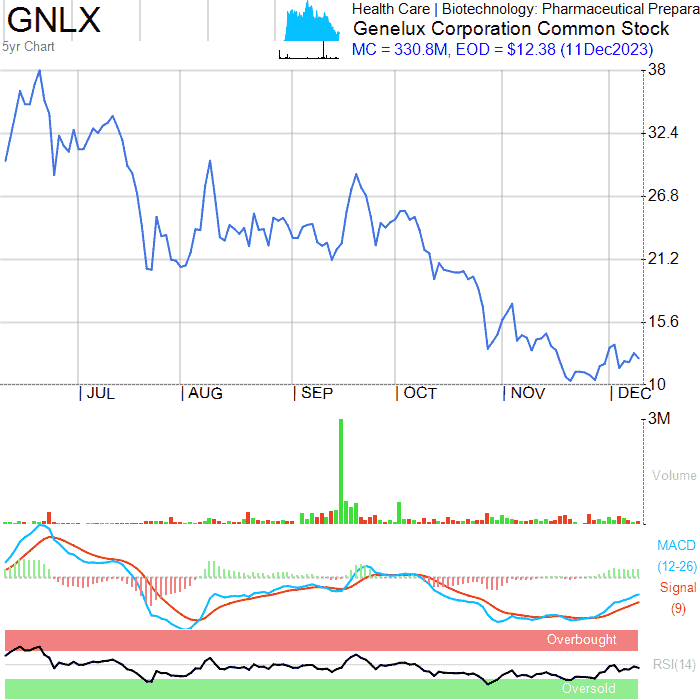 GNLX
5yr Chart
Health Care | Biotechnology: Pharmaceutical Prepara
Genelux Corporation Common Stock
MC = 330.8M, EOD = $12.38 (11Dec2023)
38
32.4
26.8
21.2
15.6
10
| JUL | AUG | SEP | OCT | NOV | DEC
3M
Volume
MACD
(12-26)
Signal
(9)
Overbought
RSI(14)
Oversold